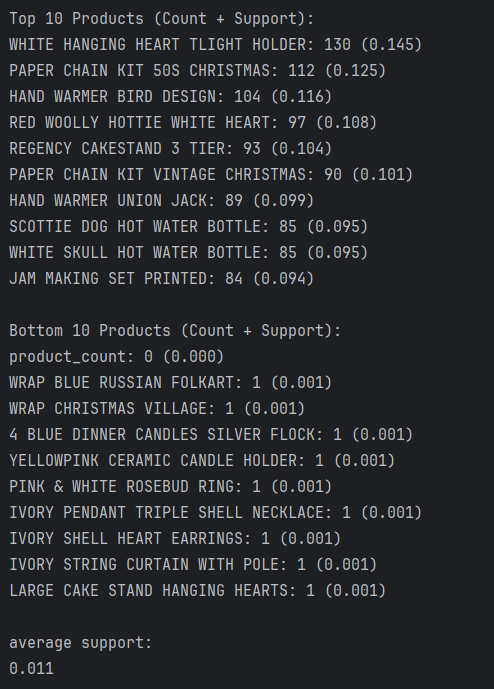 Top 10 Products (Count + Support):
WHITE HANGING HEART TLIGHT HOLDER: 130 (0.145)
PAPER CHAIN KIT 50S CHRISTMAS: 112 (0.125)
HAND WARMER BIRD DESIGN: 104 (0.116)
RED WOOLLY HOTTIE WHITE HEART: 97 (0.108)
REGENCY CAKESTAND 3 TIER: 93 (0.104)
PAPER CHAIN KIT VINTAGE CHRISTMAS: 90 (0.101)
HAND WARMER UNION JACK: 89 (0.099)
SCOTTIE DOG HOT WATER BOTTLE: 85 (0.095)
WHITE SKULL HOT WATER BOTTLE: 85 (0.095)
JAM MAKING SET PRINTED: 84 (0.094)
Bottom 10 Products (Count + Support):
product_count: 0 (0.000)
WRAP BLUE RUSSIAN FOLKART: 1 (0.001)
WRAP CHRISTMAS VILLAGE: 1 (0.001)
4 BLUE DINNER CANDLES SILVER FLOCK: 1 (0.001)
YELLOWPINK CERAMIC CANDLE HOLDER: 1 (0.001)
PINK & WHITE ROSEBUD RING: 1 (0.001)
IVORY PENDANT TRIPLE SHELL NECKLACE: 1 (0.001)
IVORY SHELL HEART EARRINGS: 1 (0.001)
IVORY STRING CURTAIN WITH POLE: 1 (0.001)
LARGE CAKE STAND HANGING HEARTS: 1 (0.001)
average support:
0.011